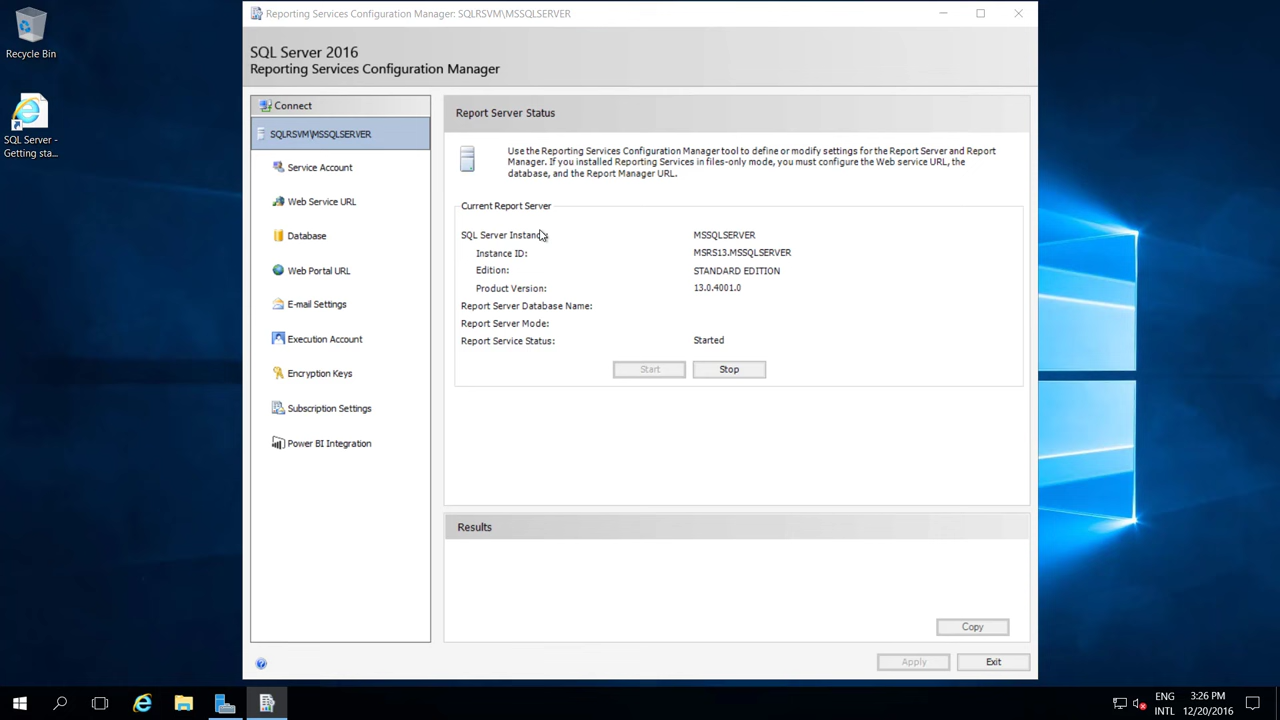 Recycle Bin
SQL Server -
Getting sta...
Reporting Services Configuration Manager: SQLRSVM\MSSQLSERVER
SQL Server 2016
Reporting Services Configuration Manager
Connect
SQLRSVM\MSSQLSERVER
Service Account
Web Service URL
Database
Web Portal URL
E-mail Settings
Execution Account
Encryption Keys
Subscription Settings
Power BI Integration
Report Server Status
Use the Reporting Services Configuration Manager tool to define or modify settings for the Report Server and Report
Manager. If you installed Reporting Services in files-only mode, you must configure the Web service URL, the
database, and the Report Manager URL.
Current Report Server
SQL Server Instance: MSSQLSERVER
Instance ID: MSRS13.MSSQLSERVER
Edition: STANDARD EDITION
Product Version: 13.0.4001.0
Report Server Database Name:
Report Server Mode:
Report Service Status: Started
Start Stop
Results
Copy
Apply Exit
ENG 3:26 PM
INTL 12/20/2016